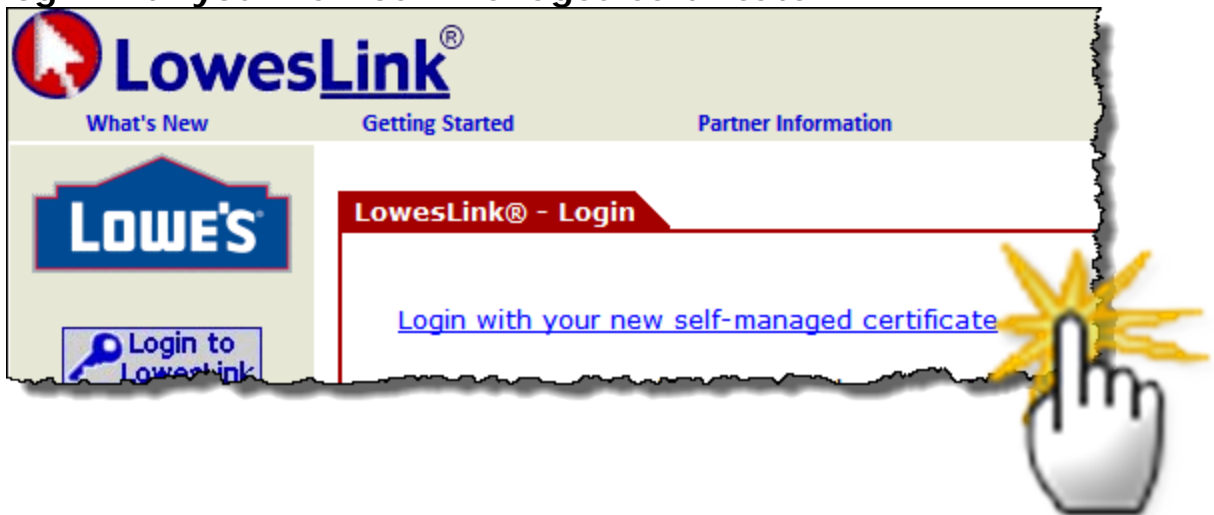 LowesLink®
What's New Getting Started Partner Information
LOWE'S
LowesLink® - Login
Login with your new self-managed certificate
Login to
LowesLink